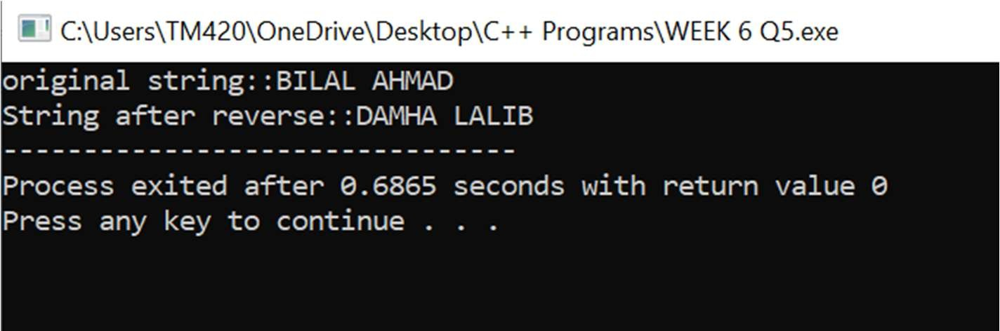 C:\Users\TM420\OneDrive\Desktop\C++ Programs\WEEK 6 Q5.exe
original string::BILAL AHMAD
String after reverse::DAMHA LALIB
--------------------------------
Process exited after 0.6865 seconds with return value 0
Press any key to continue . . .